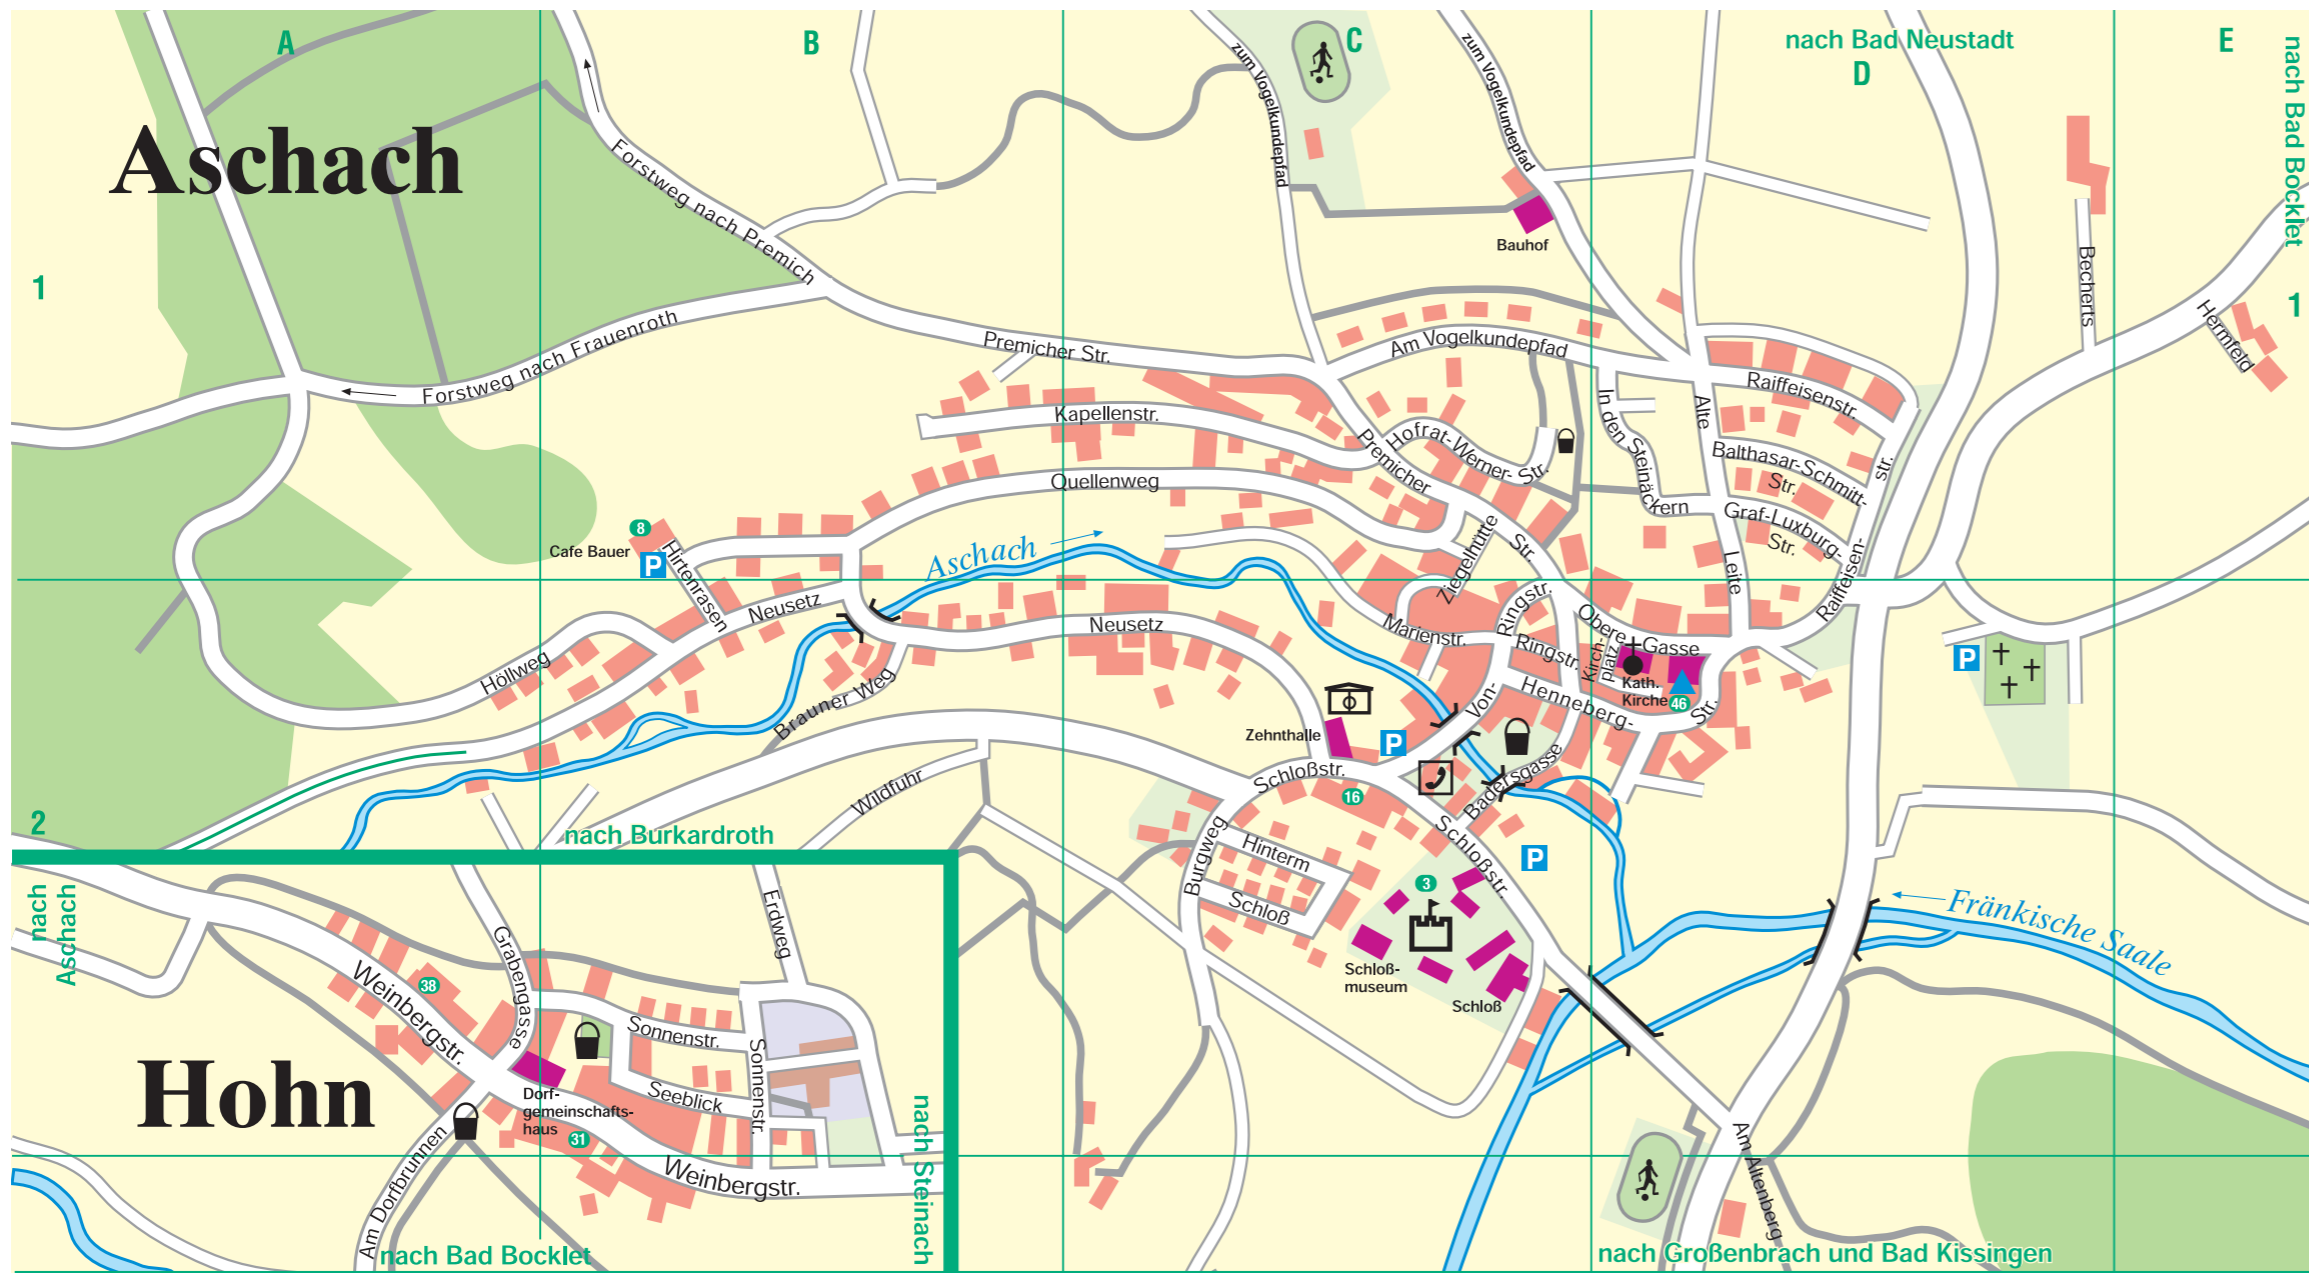 A
B
C
D
E
nach Bad Neustadt
nach Bad Bocklet
zum Vogelkundepfad
zum Vogelkundepfad
Aschach
Forstweg nach Premich
Bauhof
1
1
Becherts
Hermfeld
Forstweg nach Frauenroth
Premicher Str.
Am Vogelkundepfad
Raiffeisenstr.
Kapellenstr.
Premicher
Str.
Hofrat-Werner-Str.
In den Steinäckern
Alte
Leite
Balthasar-Schmitt-
Str.
Graf-Luxburg-
Str.
Raiffeisen-
str.
Quellenweg
8
Cafe Bauer
P
Hirtenrasen
Aschach
Ziegelhütte
Neusetz
Neusetz
Marienstr.
Ringstr.
Ringstr.
Obere Gasse
Kirch-
platz
Kath.
Kirche
46
P
Höllweg
Brauner Weg
Von-
Henneberg-
Str.
Zehnthalle
P
Schloßstr.
16
Badersgasse
Wildfuhr
2
nach Burkardroth
Burgweg
Hinterm
Schloß
Schloßstr.
P
3
Schloß-
museum
Schloß
Fränkische Saale
nach
Aschach
Erdweg
Grabengasse
Weinbergstr.
38
Sonnenstr.
Sonnenstr.
Seeblick
Hohn
Dorf-
gemeinschafts-
haus
31
Am Dorfbrunnen
Weinbergstr.
nach Steinach
nach Bad Bocklet
Am Altenberg
nach Großenbrach und Bad Kissingen